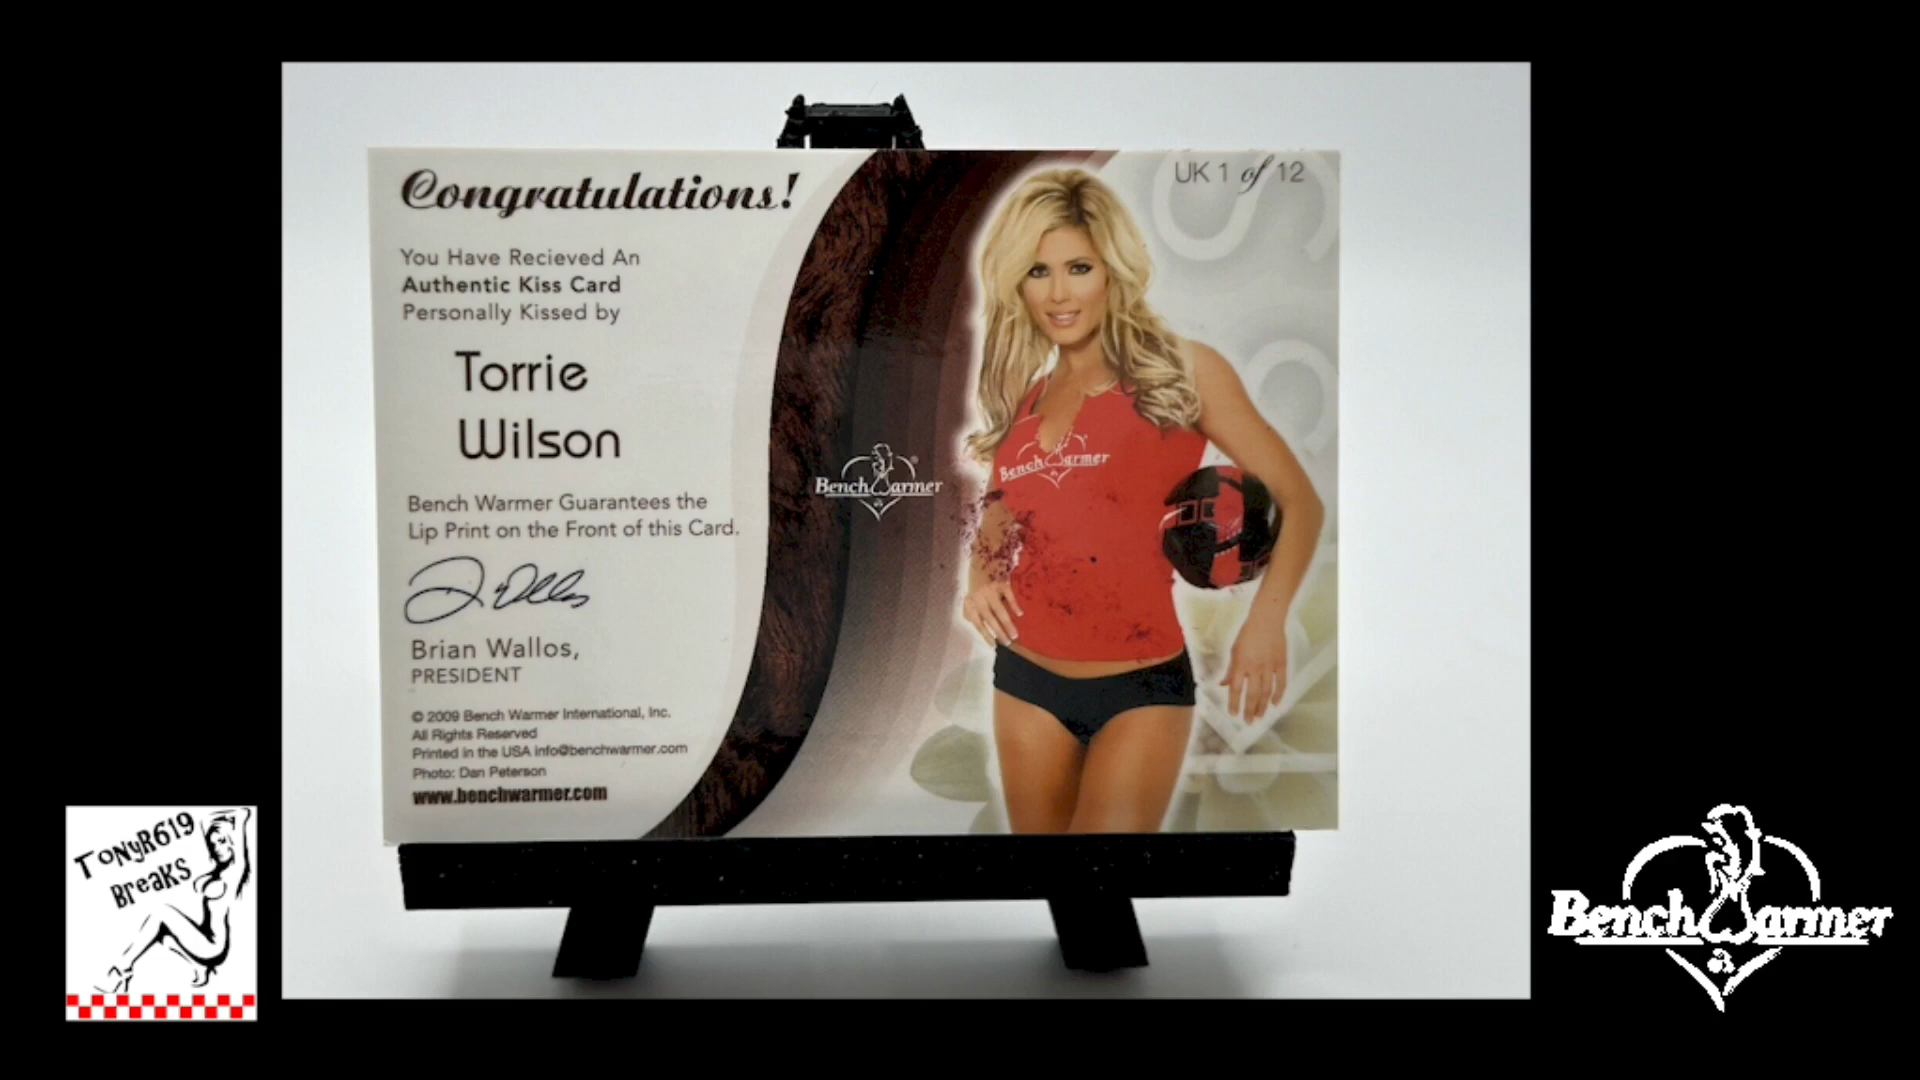 Congratulations!
UK 1 of 12
You Have Recieved An
Authentic Kiss Card
Personally Kissed by
Torrie
Wilson
Bench Warmer Guarantees the
Lip Print on the Front of this Card.
Brian Wallos,
PRESIDENT
© 2009 Bench Warmer International, Inc.
All Rights Reserved
Printed in the USA info@benchwarmer.com
Photo: Dan Peterson
www.benchwarmer.com
BenchWarmer
®
BenchWarmer
TonyR619
Breaks
BenchWarmer